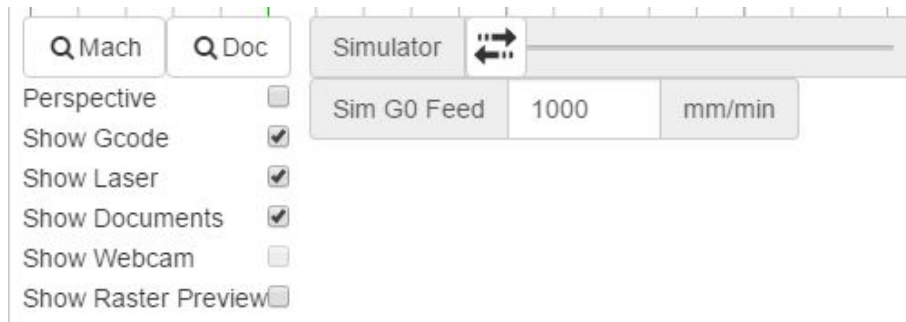 Mach Doc Simulator
Perspective
Sim G0 Feed 1000 mm/min
Show Gcode
Show Laser
Show Documents
Show Webcam
Show Raster Preview